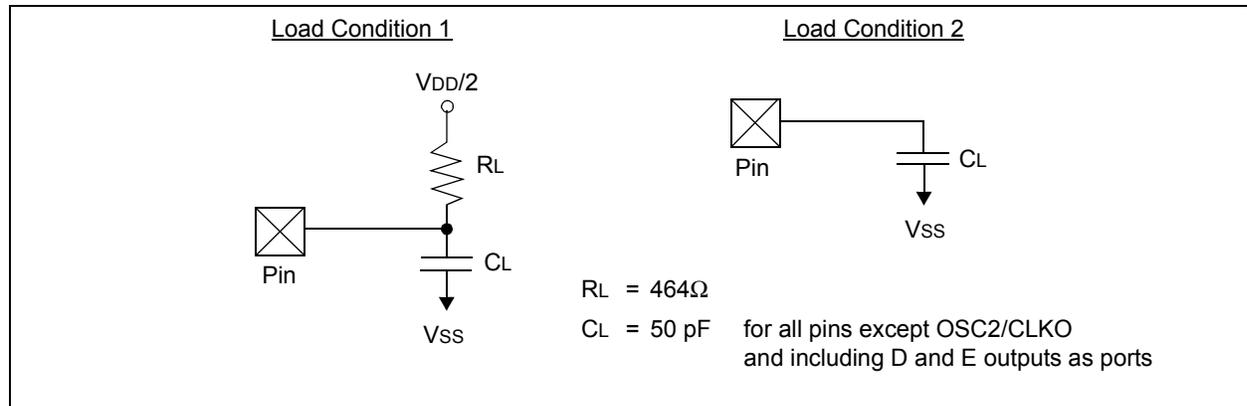 Load Condition 1
Load Condition 2
VDD/2
RL
CL
Pin
VSS
Pin
CL
VSS
RL = 464Ω
CL = 50 pF for all pins except OSC2/CLKO
and including D and E outputs as ports